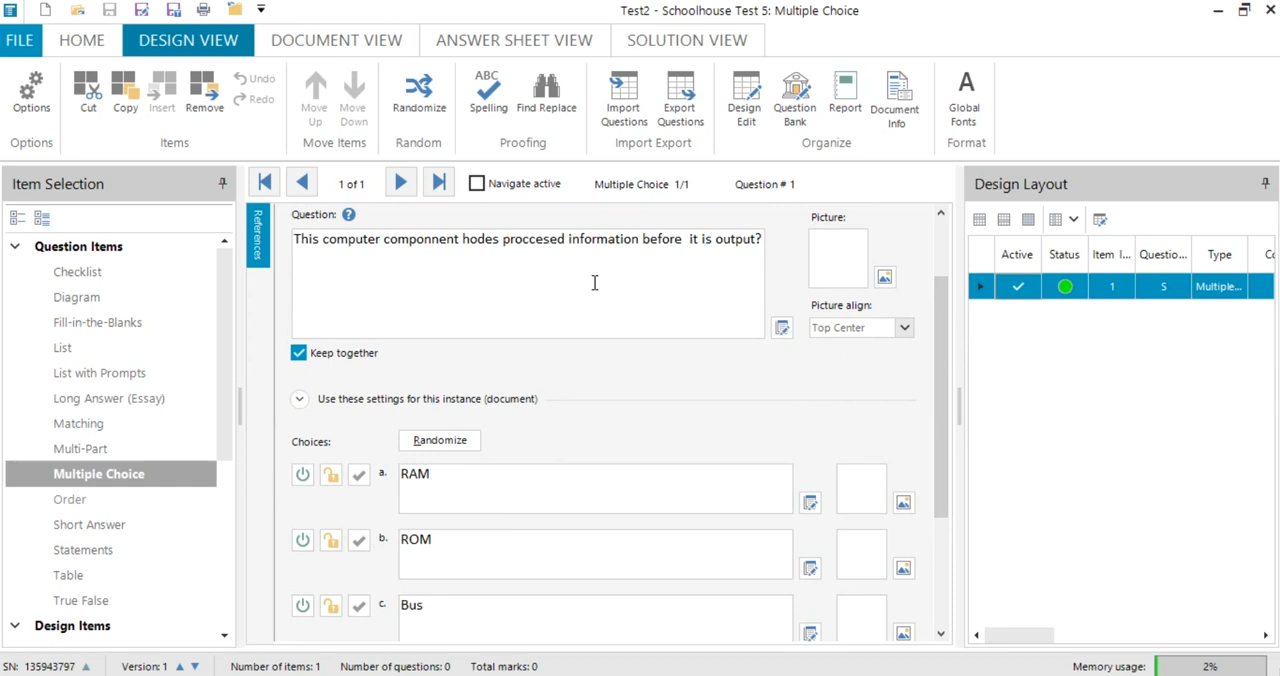 Test2 - Schoolhouse Test 5: Multiple Choice
FILE HOME DESIGN VIEW DOCUMENT VIEW ANSWER SHEET VIEW SOLUTION VIEW
Options Cut Copy Insert Remove Undo Redo Move Up Move Down Randomize ABC Spelling Find Replace Import Questions Export Questions Design Edit Question Bank Report Document Info A Global Fonts
Options Items Move Items Random Proofing Import Export Organize Format
Item Selection
Question Items
Checklist
Diagram
Fill-in-the-Blanks
List
List with Prompts
Long Answer (Essay)
Matching
Multi-Part
Multiple Choice
Order
Short Answer
Statements
Table
True False
Design Items
1 of 1 Navigate active Multiple Choice 1/1 Question # 1
References
Question: ?
This computer componnent hodes proccesed information before it is output?
Picture:
Picture align:
Top Center
Keep together
Use these settings for this instance (document)
Choices: Randomize
a. RAM
b. ROM
c. Bus
Design Layout
Active Status Item I... Questio... Type Co
1 S Multiple...
SN: 135943797 Version: 1 Number of items: 1 Number of questions: 0 Total marks: 0 Memory usage: 2%